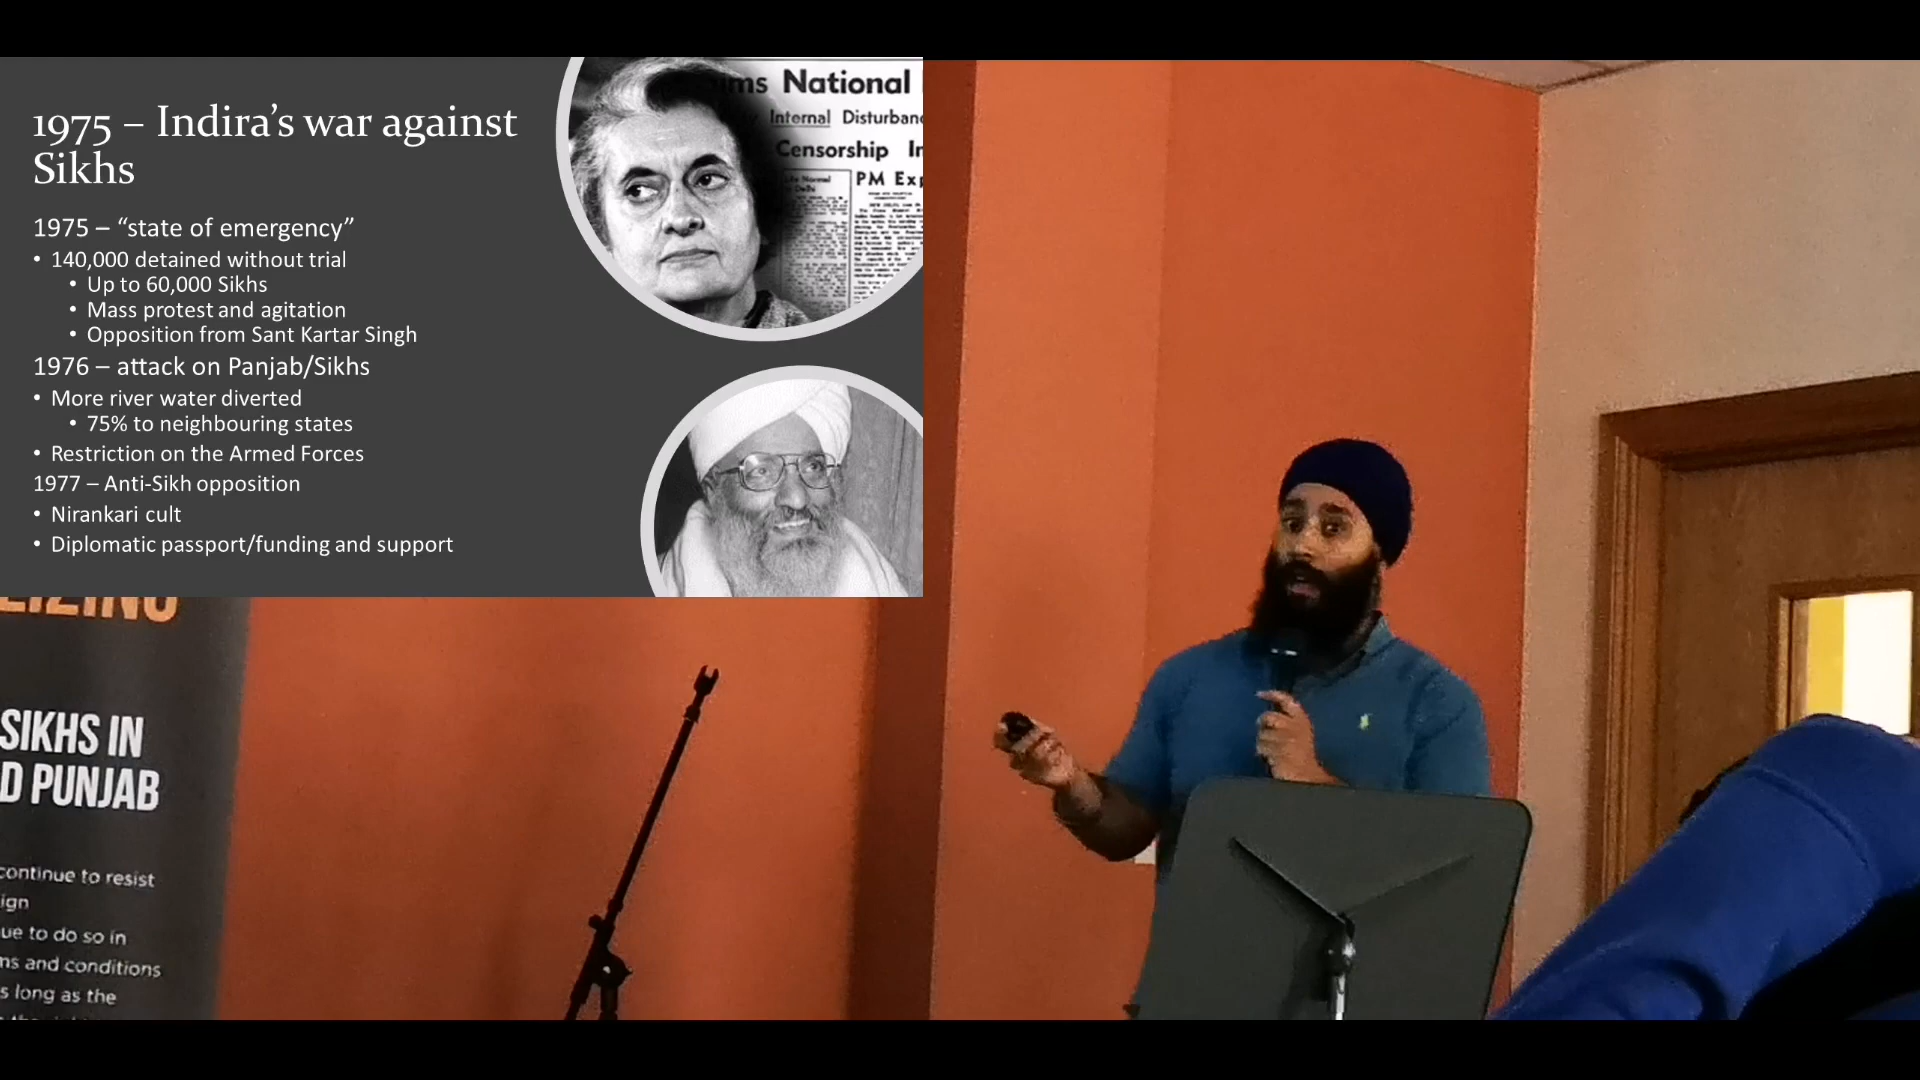 1975 – Indira’s war against
Sikhs
1975 – “state of emergency”
• 140,000 detained without trial
• Up to 60,000 Sikhs
• Mass protest and agitation
• Opposition from Sant Kartar Singh
1976 – attack on Panjab/Sikhs
• More river water diverted
• 75% to neighbouring states
• Restriction on the Armed Forces
1977 – Anti-Sikh opposition
• Nirankari cult
• Diplomatic passport/funding and support
National
Internal Disturban
Censorship In
PM Exp
SIKHS IN
PUNJAB
continue to resist
ign
ue to do so in
ms and conditions
s long as the